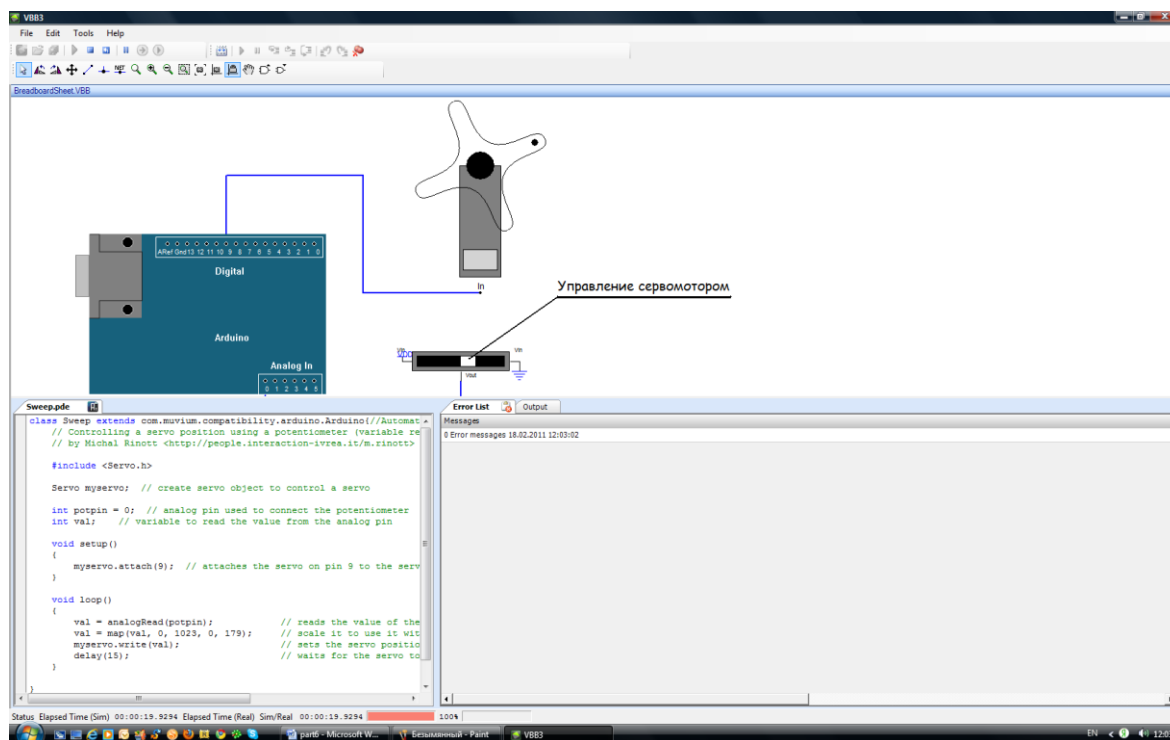 VBB3
File Edit Tools Help
BreadboardSheet.VBB
ARef Gnd 13 12 11 10 9 8 7 6 5 4 3 2 1 0
Digital
Arduino
Analog In
0 1 2 3 4 5
In
Управление сервомотором
Vin
VDD
Vin
Vout
Sweep.pde
class Sweep extends com.muvium.compatibility.arduino.Arduino{//Automat
// Controlling a servo position using a potentiometer (variable re
// by Michal Rinott <http://people.interaction-ivrea.it/m.rinott>
#include <Servo.h>
Servo myservo; // create servo object to control a servo
int potpin = 0; // analog pin used to connect the potentiometer
int val; // variable to read the value from the analog pin
void setup()
{
myservo.attach(9); // attaches the servo on pin 9 to the serv
}
void loop()
{
val = analogRead(potpin); // reads the value of the
val = map(val, 0, 1023, 0, 179); // scale it to use it wit
myservo.write(val); // sets the servo positio
delay(15); // waits for the servo to
}
}
Error List Output
Messages
0 Error messages 18.02.2011 12:03:02
Status Elapsed Time (Sim) 00:00:19.9294 Elapsed Time (Real) Sim/Real 00:00:19.9294 100%
part6 - Microsoft W... Безымянный - Paint VBB3 EN